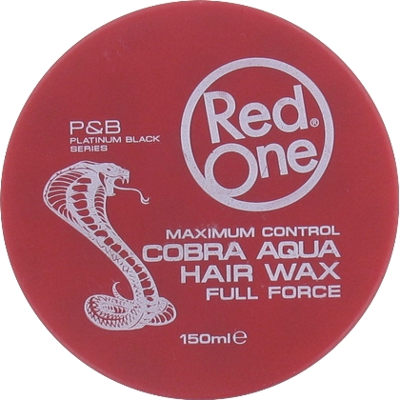 Red®
One
P&B
PLATINUM BLACK
SERIES
MAXIMUM CONTROL
COBRA AQUA
HAIR WAX
FULL FORCE
150ml℮